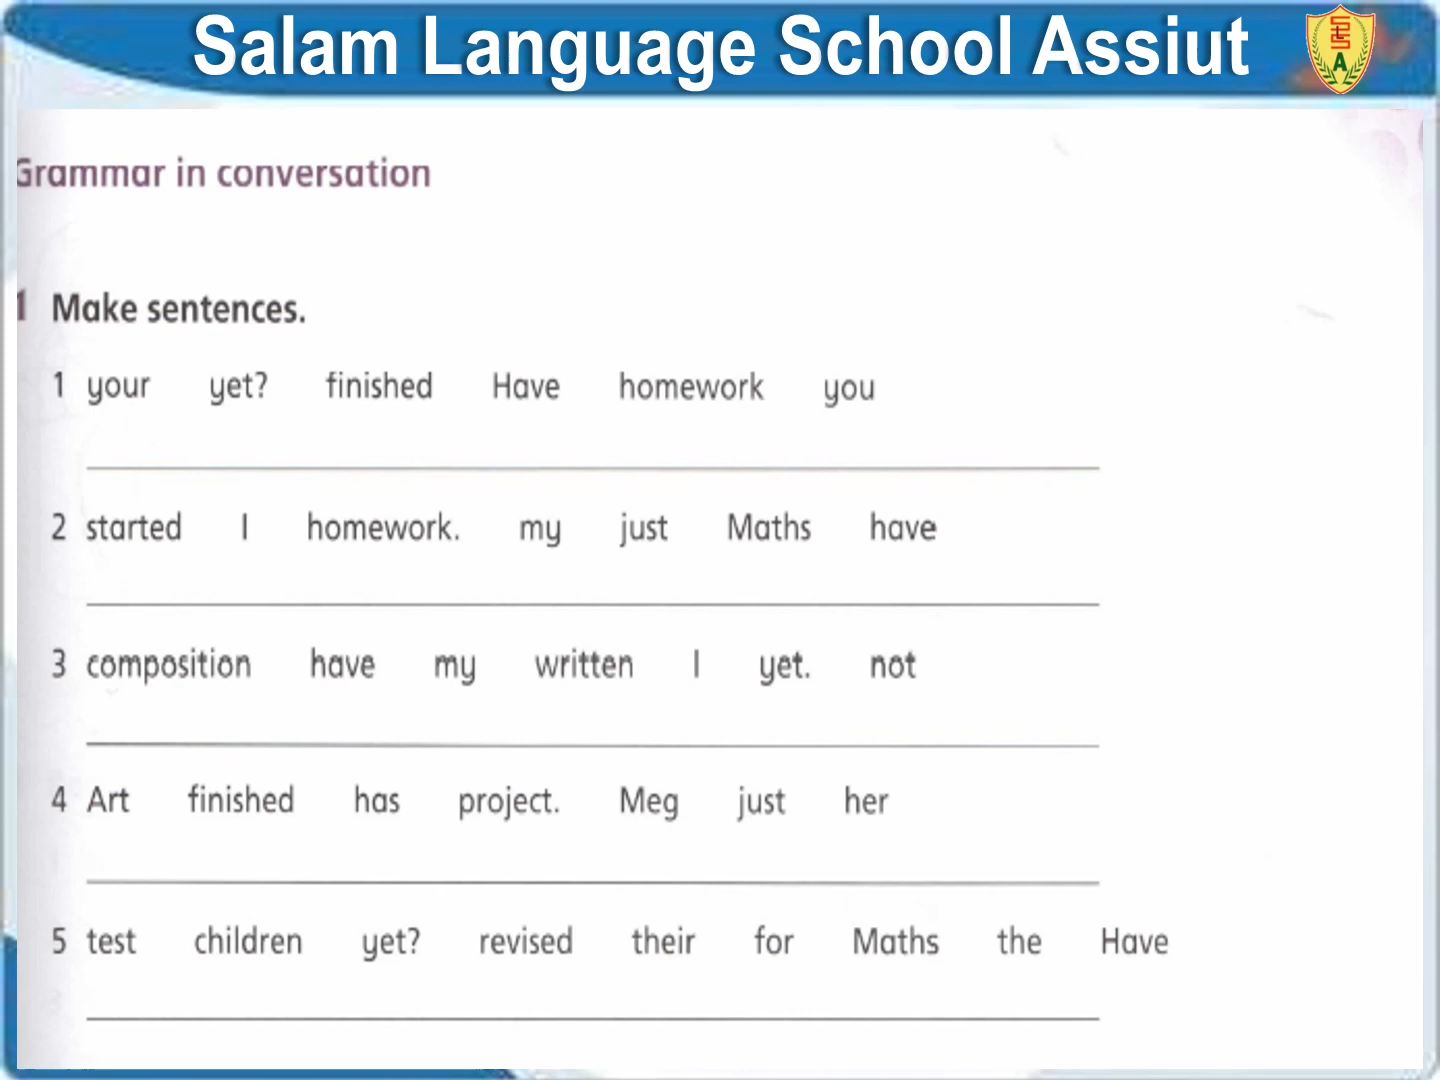 Salam Language School Assiut
Grammar in conversation
1 Make sentences.
1 your yet? finished Have homework you
2 started I homework. my just Maths have
3 composition have my written I yet. not
4 Art finished has project. Meg just her
5 test children yet? revised their for Maths the Have